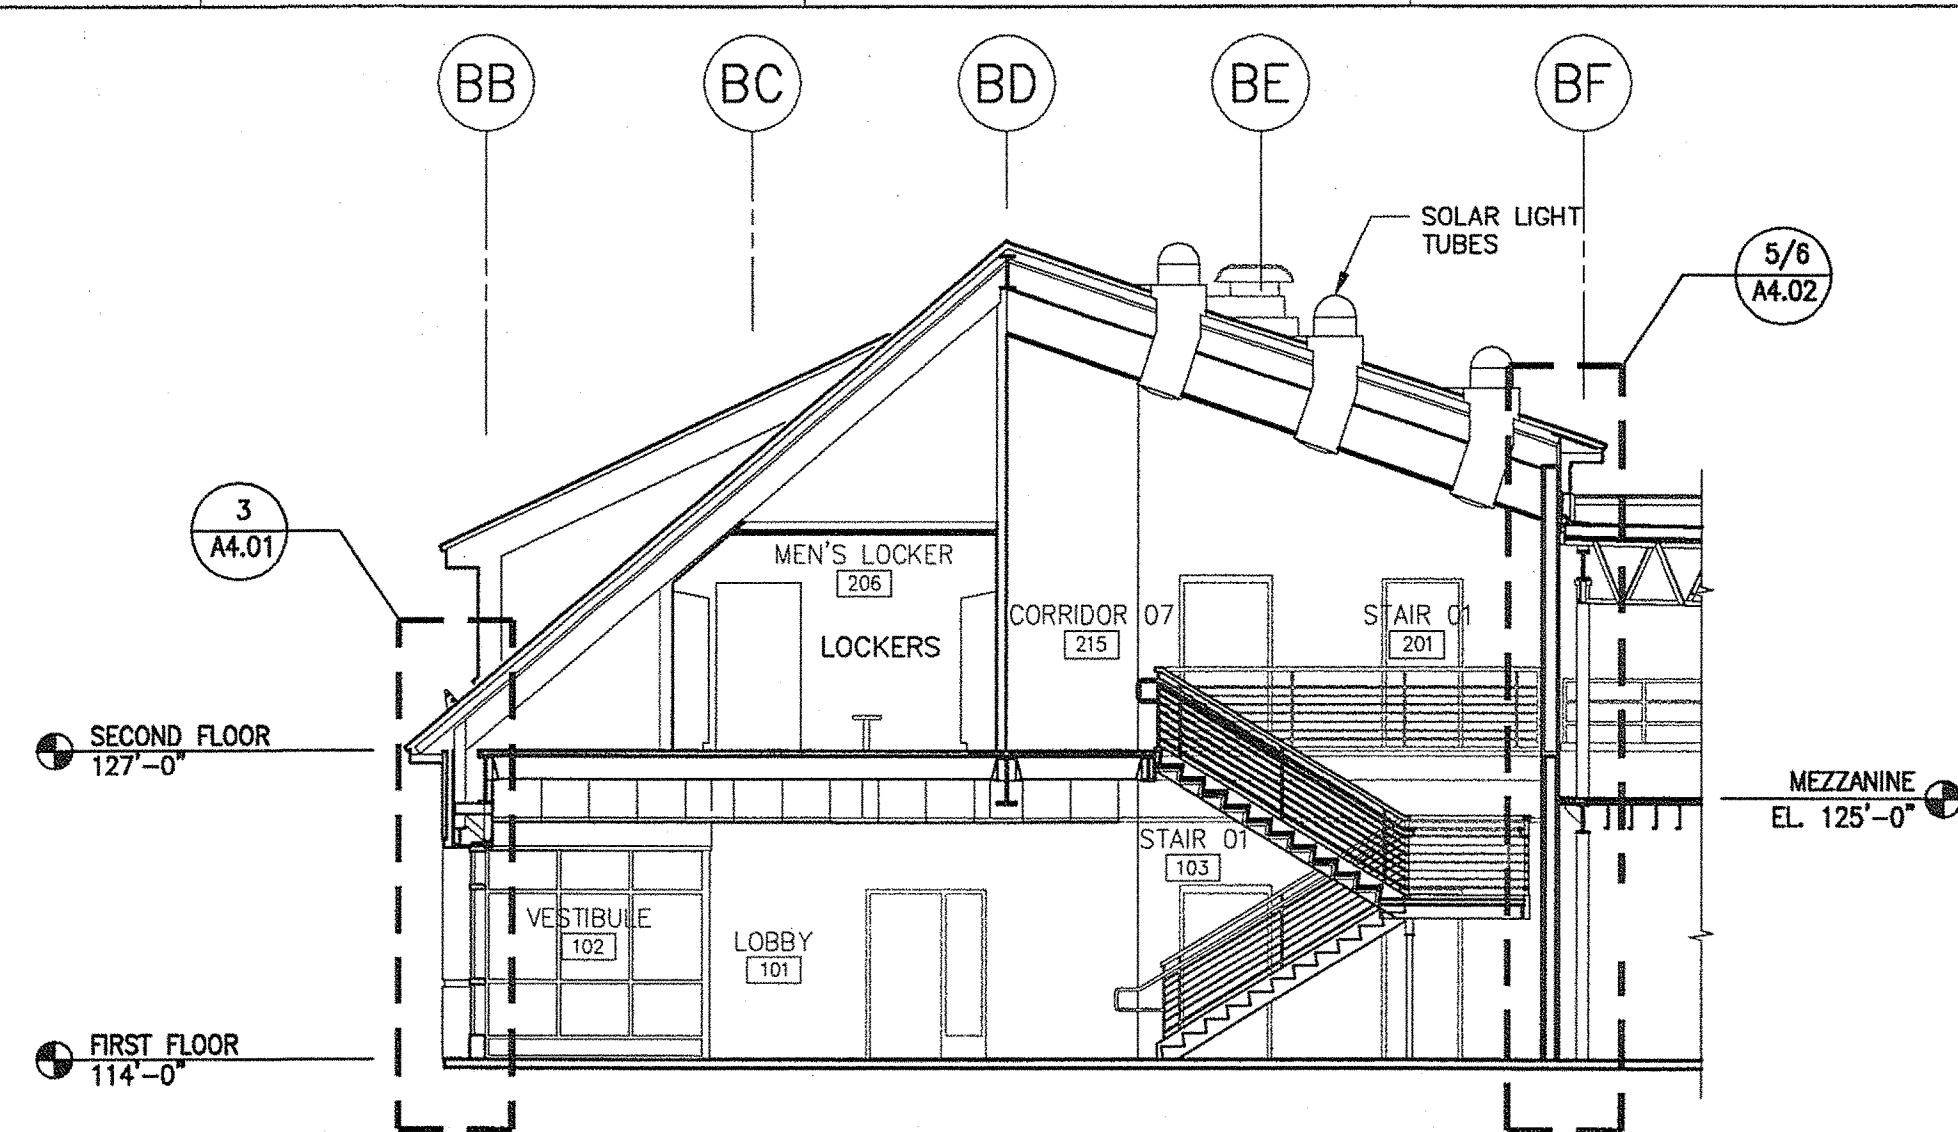 BB
BC
BD
BE
BF
SOLAR LIGHT
TUBES
5/6
A4.02
3
A4.01
MEN'S LOCKER
206
LOCKERS
CORRIDOR 07
215
STAIR 01
201
SECOND FLOOR
127'-0"
MEZZANINE
EL. 125'-0"
STAIR 01
103
VESTIBULE
102
LOBBY
101
FIRST FLOOR
114'-0"